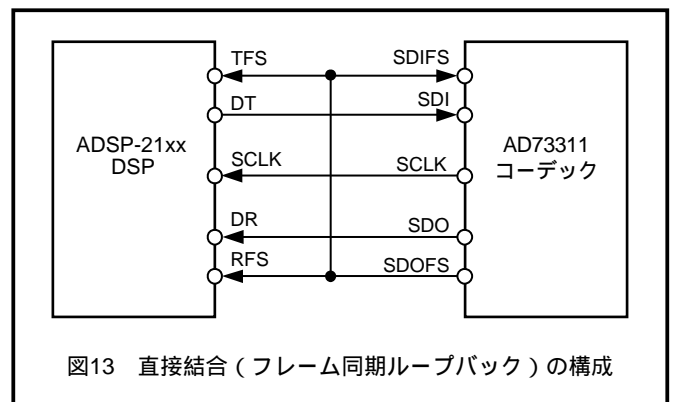 TFS SDIFS
DT SDI
ADSP-21xx
DSP
AD73311
コーデック
SCLK SCLK
DR SDO
RFS SDOFS
図13 直接結合（フレーム同期ループバック）の構成